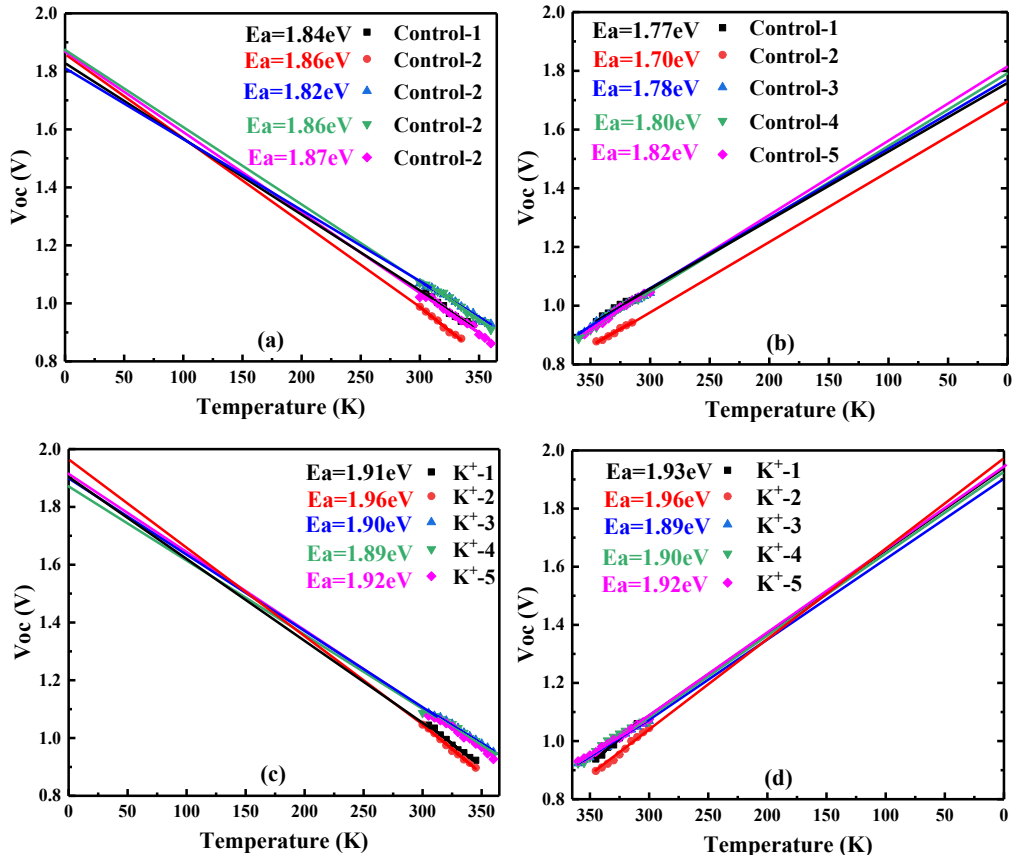 2.0
1.8
1.6
1.4
1.2
1.0
0.8
Voc (V)
Ea=1.84eV Control-1
Ea=1.86eV Control-2
Ea=1.82eV Control-2
Ea=1.86eV Control-2
Ea=1.87eV Control-2
(a)
0 50 100 150 200 250 300 350
Temperature (K)
2.0
1.8
1.6
1.4
1.2
1.0
0.8
Voc (V)
Ea=1.77eV Control-1
Ea=1.70eV Control-2
Ea=1.78eV Control-3
Ea=1.80eV Control-4
Ea=1.82eV Control-5
(b)
350 300 250 200 150 100 50 0
Temperature (K)
2.0
1.8
1.6
1.4
1.2
1.0
0.8
Voc (V)
Ea=1.91eV K⁺-1
Ea=1.96eV K⁺-2
Ea=1.90eV K⁺-3
Ea=1.89eV K⁺-4
Ea=1.92eV K⁺-5
(c)
0 50 100 150 200 250 300 350
Temperature (K)
2.0
1.8
1.6
1.4
1.2
1.0
0.8
Voc (V)
Ea=1.93eV K⁺-1
Ea=1.96eV K⁺-2
Ea=1.89eV K⁺-3
Ea=1.90eV K⁺-4
Ea=1.92eV K⁺-5
(d)
350 300 250 200 150 100 50 0
Temperature (K)